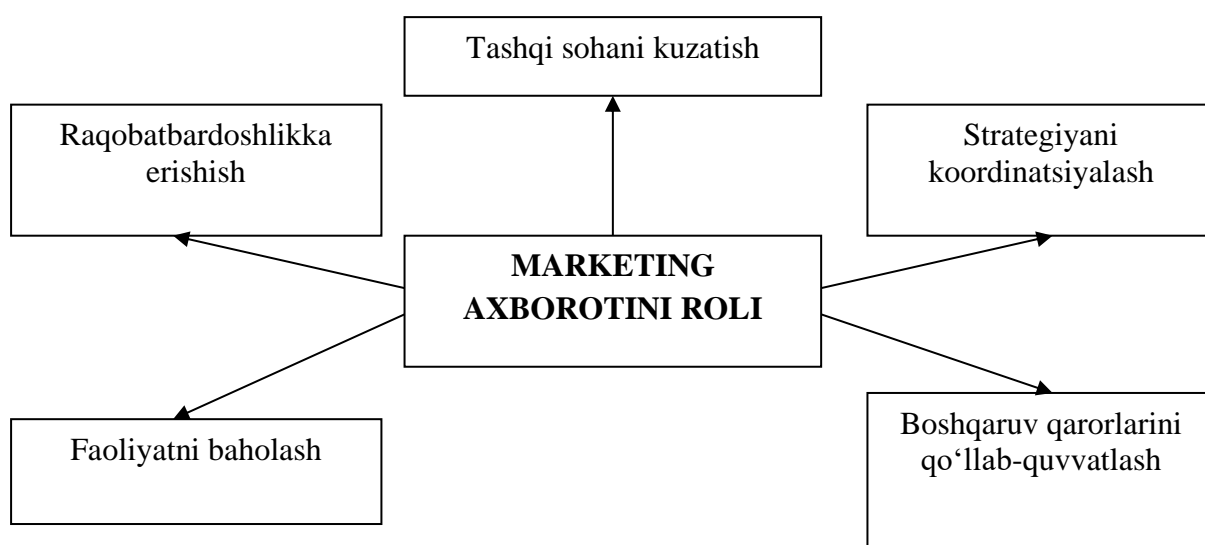 Tashqi sohani kuzatish
Raqobatbardoshlikka
erishish
Strategiyani
koordinatsiyalash
MARKETING
AXBOROTINI ROLI
Faoliyatni baholash
Boshqaruv qarorlarini
qo‘llab-quvvatlash